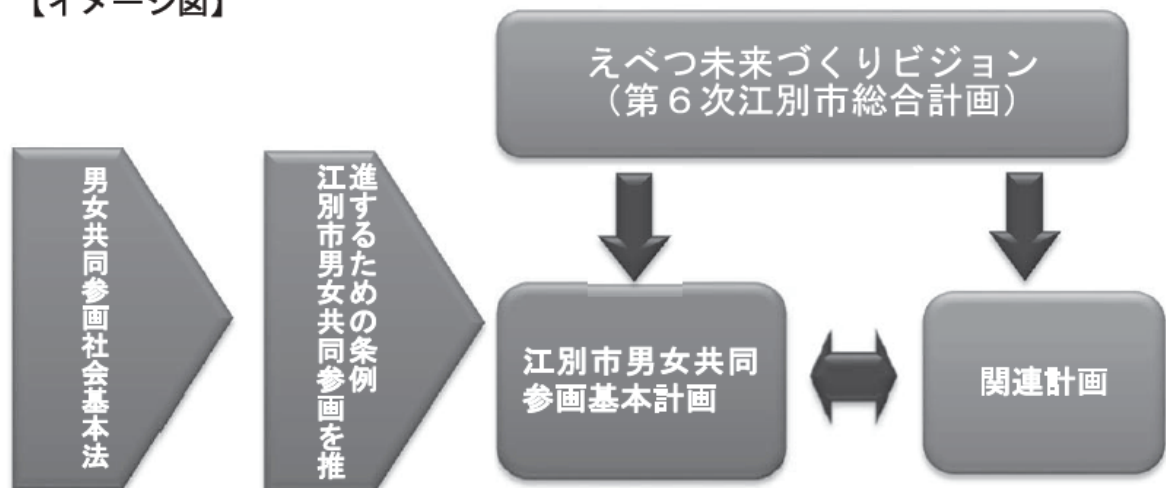 【イメージ図】
えべつ未来づくりビジョン
（第６次江別市総合計画）
男女共同参画社会基本法
江別市男女共同参画を推
進するための条例
江別市男女共同
参画基本計画
関連計画